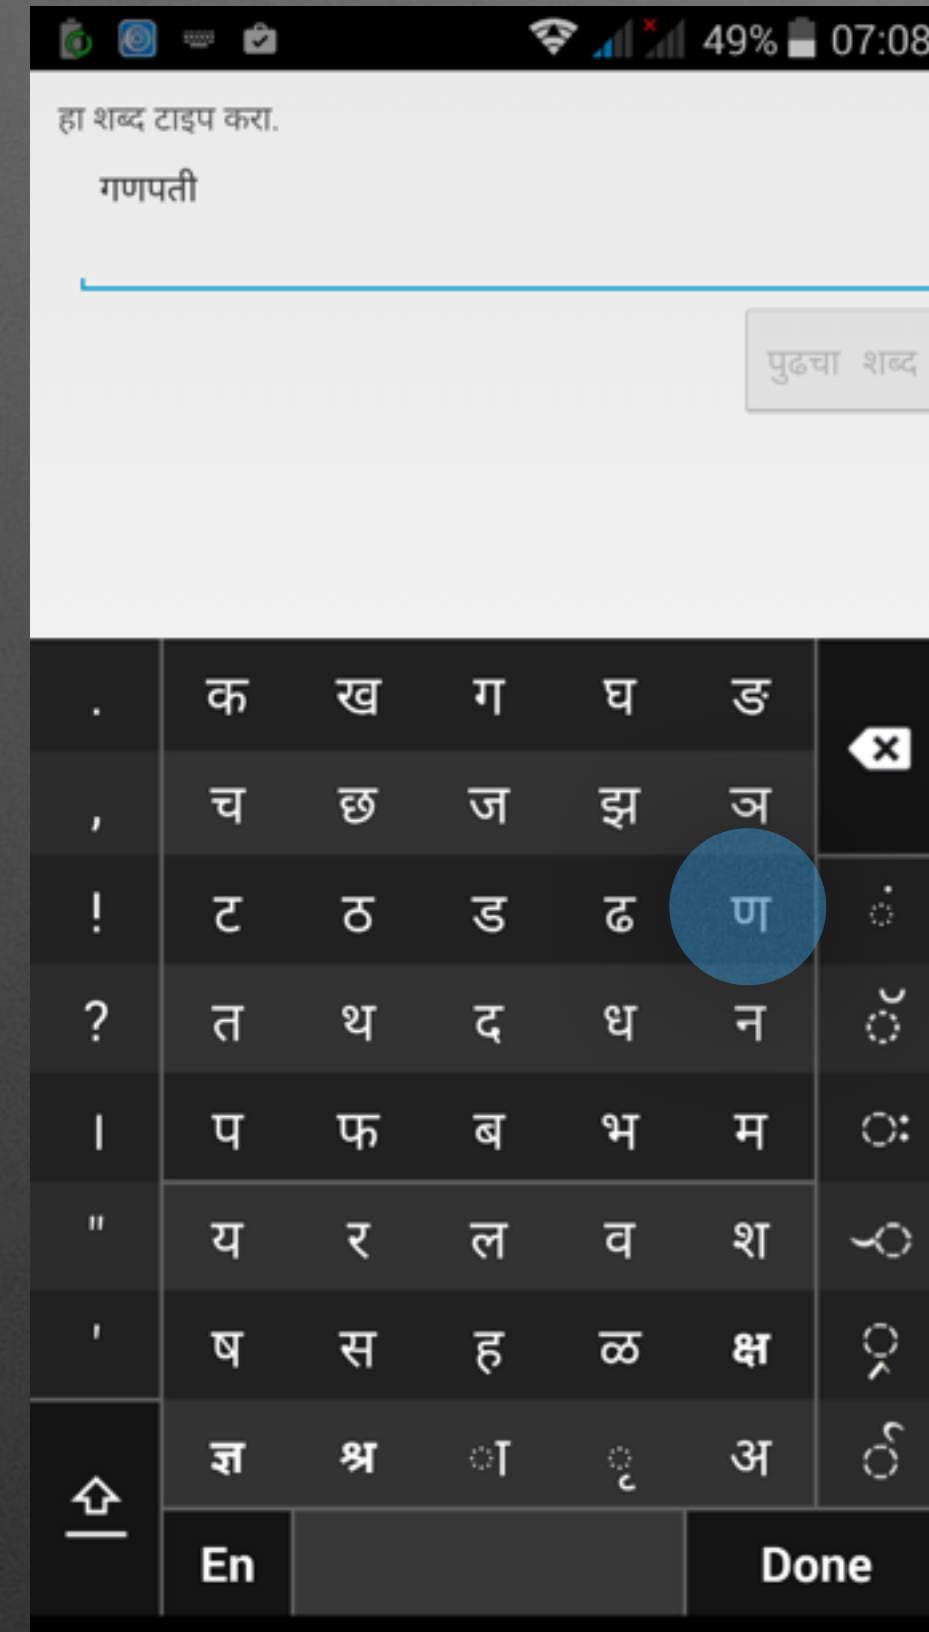 49% 07:08
हा शब्द टाइप करा.
गणपती
पुढचा शब्द
. क ख ग घ ङ
, च छ ज झ ञ
! ट ठ ड ढ ण ं
? त थ द ध न ॅ
। प फ ब भ म ः
" य र ल व श
' ष स ह ळ क्ष
ज्ञ श्र ा ृ अ
En Done